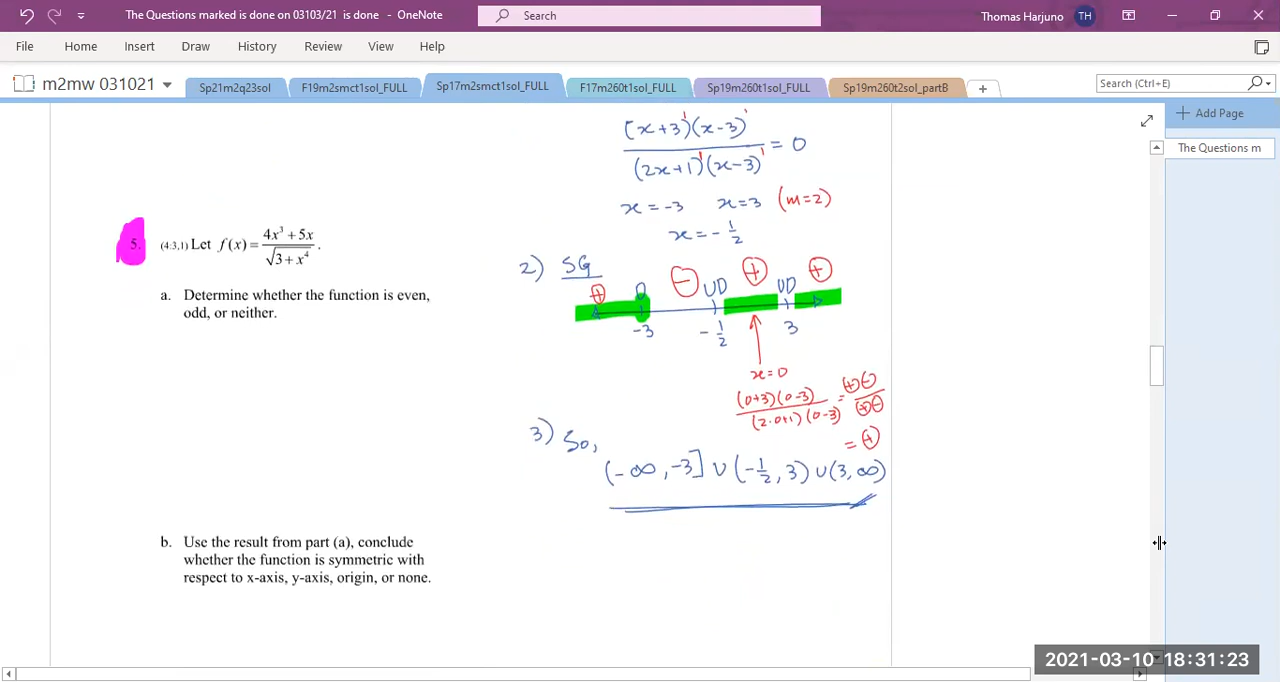 The Questions marked is done on 03103/21 is done - OneNote
Search
Thomas Harjuno
TH
File Home Insert Draw History Review View Help
m2mw 031021
Sp21m2q23sol
F19m2smct1sol_FULL
Sp17m2smct1sol_FULL
F17m260t1sol_FULL
Sp19m260t1sol_FULL
Sp19m260t2sol_partB
+
Search (Ctrl+E)
+ Add Page
The Questions m
(x+3)¹(x-3)¹ / (2x+1)¹(x-3)¹ = 0
x = -3 x = 3 (m=2)
x = - 1/2
5. (4:3,1) Let f(x) = (4x³ + 5x) / √(3 + x⁴) .
a. Determine whether the function is even,
odd, or neither.
2) SG
+ 0 − UD + UD +
-3 - 1/2 3
x=0
(0+3)(0-3) / (2·0+1)(0-3) = ⊕⊖ / ⊕⊖
= ⊕
3) So,
(-∞, -3] ∪ (-1/2, 3) ∪ (3, ∞)
b. Use the result from part (a), conclude
whether the function is symmetric with
respect to x-axis, y-axis, origin, or none.
2021-03-10 18:31:23